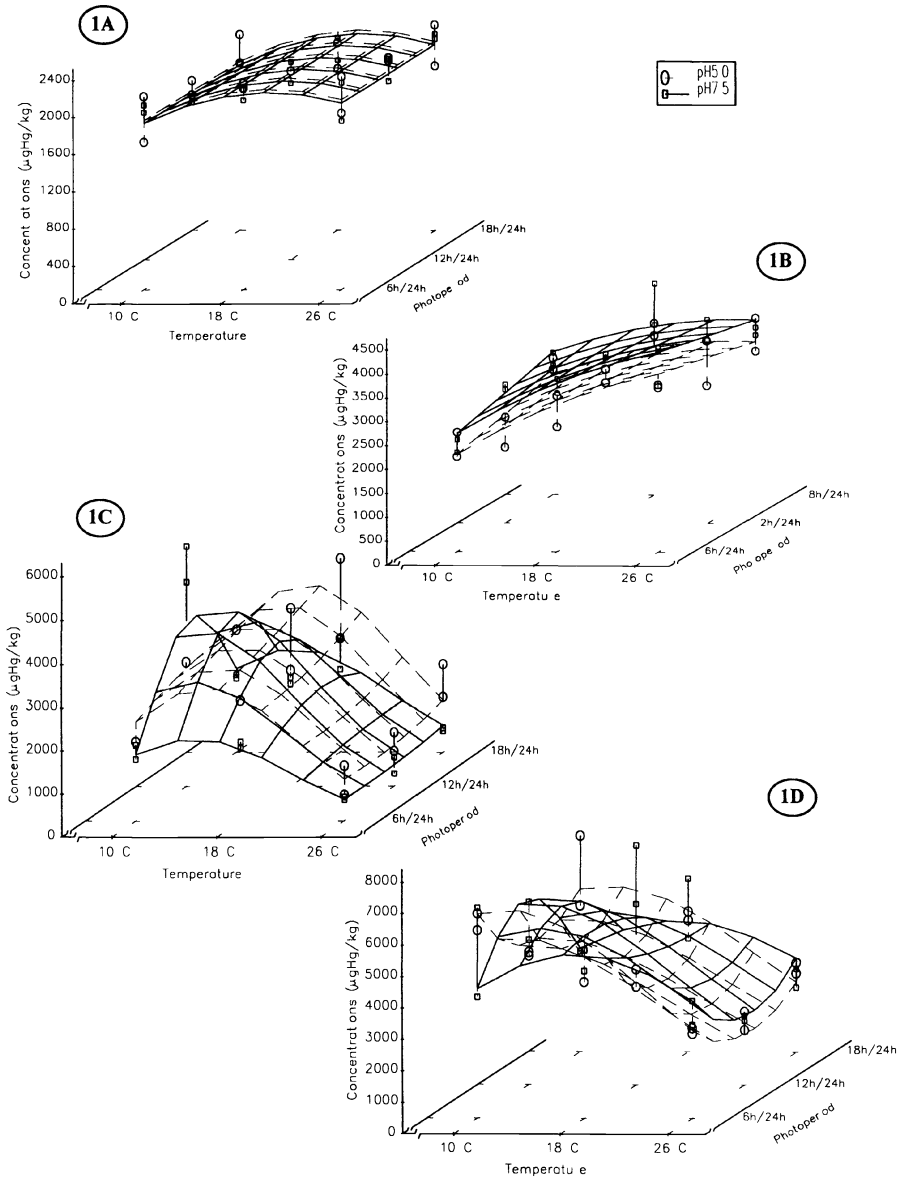 1A
pH5 0
pH7 5
2400
2000
1600
1200
800
400
0
Concent at ons (µgHg/kg)
10 C
18 C
26 C
Temperature
6h/24h
12h/24h
18h/24h
Photope od
1B
4500
4000
3500
3000
2500
2000
1500
1000
500
0
Concentrat ons (µgHg/kg)
10 C
18 C
26 C
Temperatu e
6h/24h
2h/24h
8h/24h
Pho ope od
1C
6000
5000
4000
3000
2000
1000
0
Concentrat ons (µgHg/kg)
10 C
18 C
26 C
Temperature
6h/24h
12h/24h
18h/24h
Photoper od
1D
8000
7000
6000
5000
4000
3000
2000
1000
0
Concentrat ons (µgHg/kg)
10 C
18 C
26 C
Temperatu e
6h/24h
12h/24h
18h/24h
Photoper od